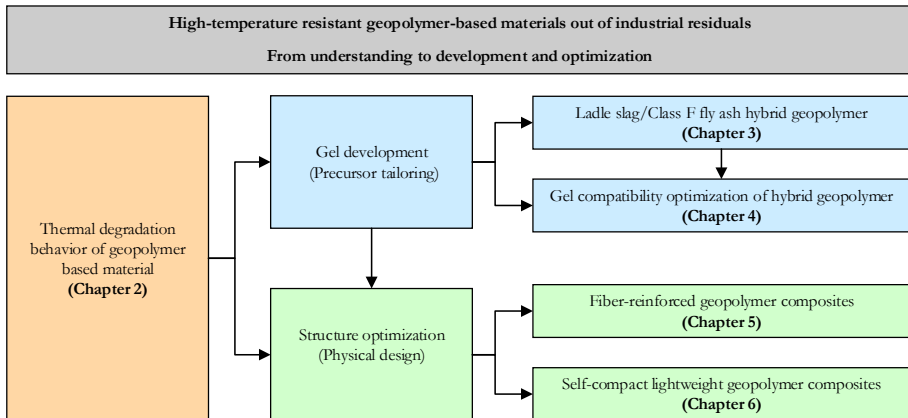 High-temperature resistant geopolymer-based materials out of industrial residuals
From understanding to development and optimization
Thermal degradation
behavior of geopolymer
based material
(Chapter 2)
Gel development
(Precursor tailoring)
Structure optimization
(Physical design)
Ladle slag/Class F fly ash hybrid geopolymer
(Chapter 3)
Gel compatibility optimization of hybrid geopolymer
(Chapter 4)
Fiber-reinforced geopolymer composites
(Chapter 5)
Self-compact lightweight geopolymer composites
(Chapter 6)